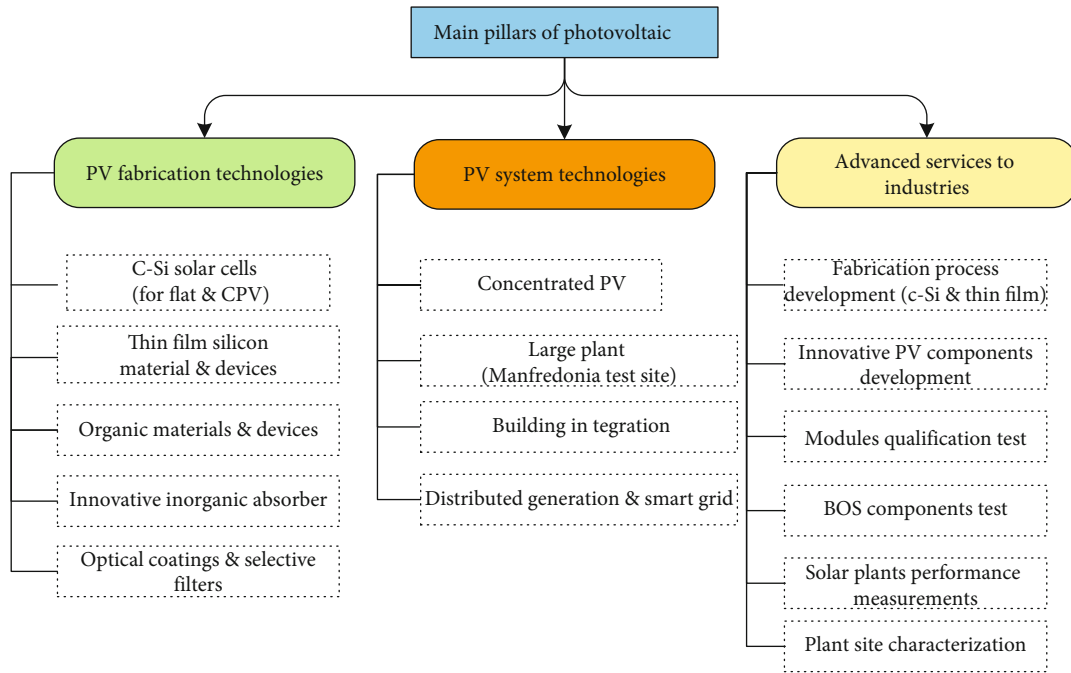 Main pillars of photovoltaic
PV fabrication technologies
C-Si solar cells
(for flat & CPV)
Thin film silicon
material & devices
Organic materials & devices
Innovative inorganic absorber
Optical coatings & selective
filters
PV system technologies
Concentrated PV
Large plant
(Manfredonia test site)
Building in tegration
Distributed generation & smart grid
Advanced services to
industries
Fabrication process
development (c-Si & thin film)
Innovative PV components
development
Modules qualification test
BOS components test
Solar plants performance
measurements
Plant site characterization